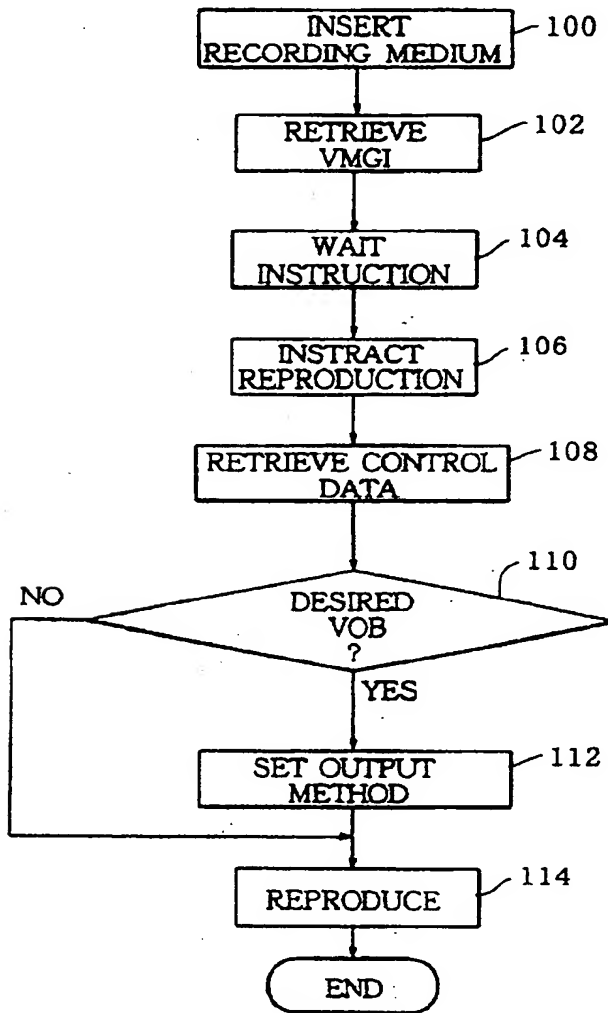 INSERT
RECORDING MEDIUM
100
RETRIEVE
VMGI
102
WAIT
INSTRUCTION
104
INSTRACT
REPRODUCTION
106
RETRIEVE CONTROL
DATA
108
110
NO
DESIRED
VOB
?
YES
SET OUTPUT
METHOD
112
REPRODUCE
114
END